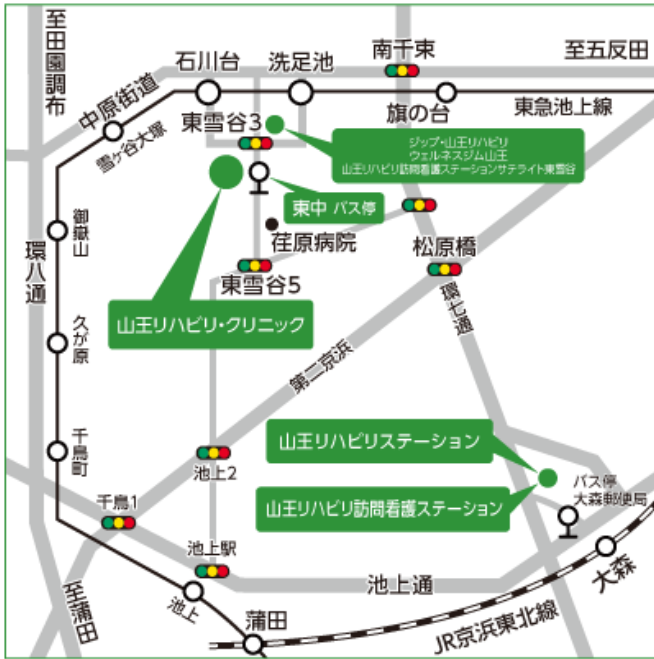 至田園調布
中原街道
石川台
洗足池
南千束
至五反田
旗の台
東急池上線
雪ヶ谷大塚
東雪谷3
ジップ・山王リハビリ
ウェルネスジム山王
山王リハビリ訪問看護ステーションサテライト東雪谷
東中 バス停
荏原病院
東雪谷5
松原橋
環七通
御嶽山
環八通
久が原
千鳥町
山王リハビリ・クリニック
第二京浜
山王リハビリステーション
山王リハビリ訪問看護ステーション
バス停
大森郵便局
池上2
千鳥1
池上駅
池上通
大森
至蒲田
池上
蒲田
JR京浜東北線